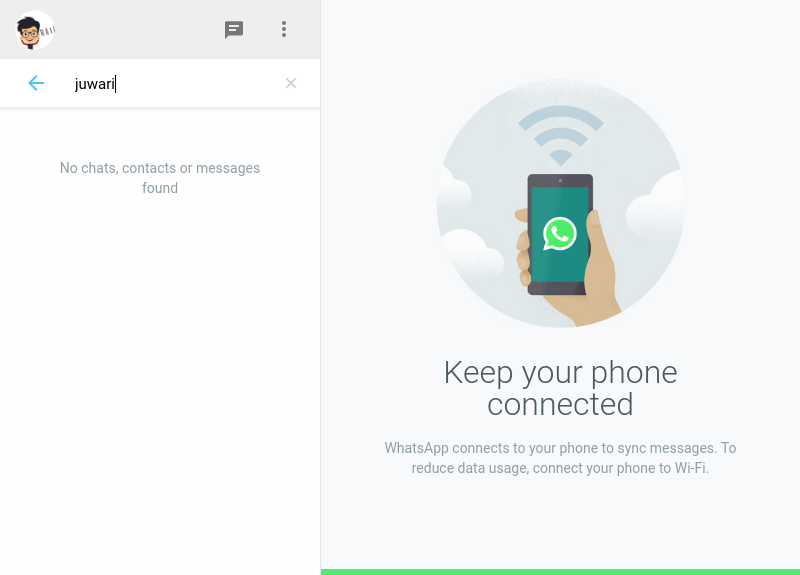 juwari
No chats, contacts or messages
found
Keep your phone
connected
WhatsApp connects to your phone to sync messages. To
reduce data usage, connect your phone to Wi-Fi.